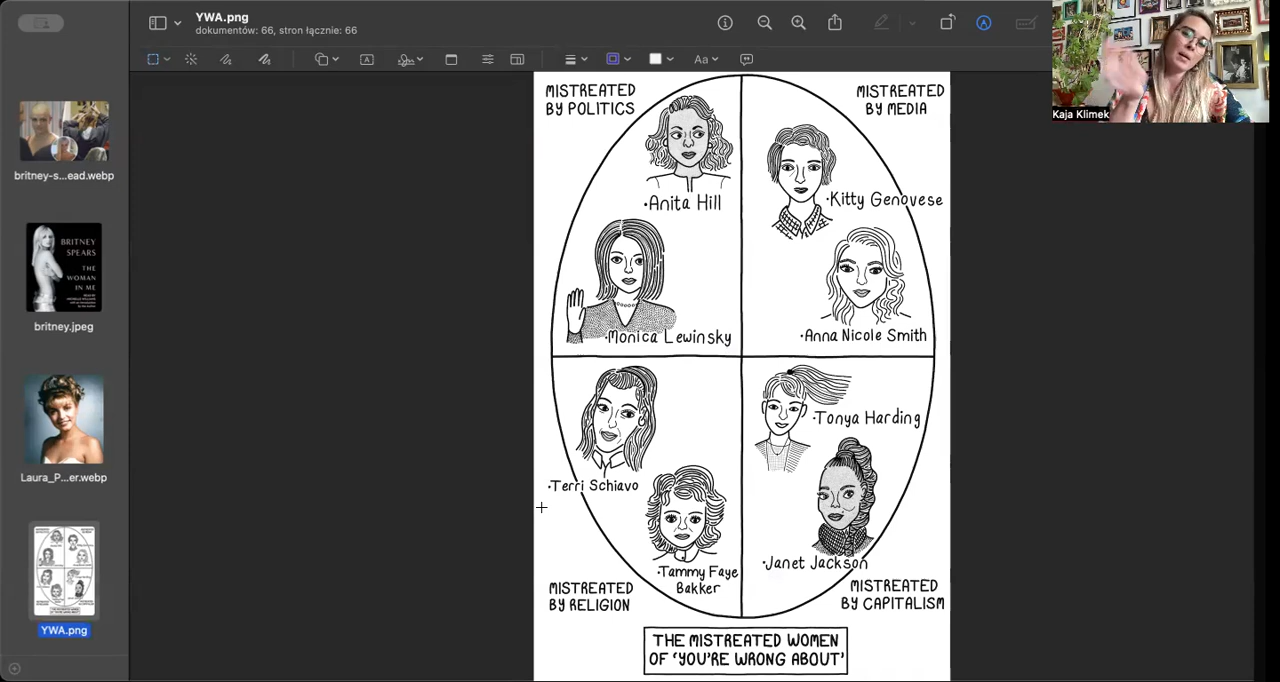 YWA.png
dokumentów: 66, stron łącznie: 66
Aa
Kaja Klimek
britney-s...ead.webp
BRITNEY
SPEARS
THE
WOMAN
IN ME
britney.jpeg
Laura_P...er.webp
YWA.png
MISTREATED
BY POLITICS
MISTREATED
BY MEDIA
·Anita Hill
·Kitty Genovese
·Monica Lewinsky
·Anna Nicole Smith
·Terri Schiavo
·Tonya Harding
·Tammy Faye
Bakker
·Janet Jackson
MISTREATED
BY RELIGION
MISTREATED
BY CAPITALISM
THE MISTREATED WOMEN
OF ‘YOU'RE WRONG ABOUT’